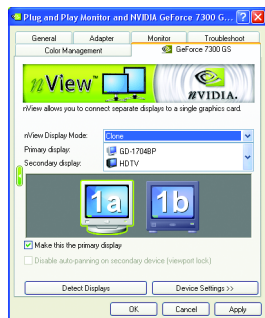 Plug and Play Monitor and NVIDIA GeForce 7300 G...
General Adapter Monitor Troubleshoot
Color Management GeForce 7300 GS
nView
NVIDIA.
nView allows you to connect separate displays to a single graphics card.
nView Display Mode: Clone
Primary display: GD-1704BP
Secondary display: HDTV
1a 1b
Make this the primary display
Disable auto-panning on secondary device (viewport lock)
Detect Displays Device Settings >>
OK Cancel Apply